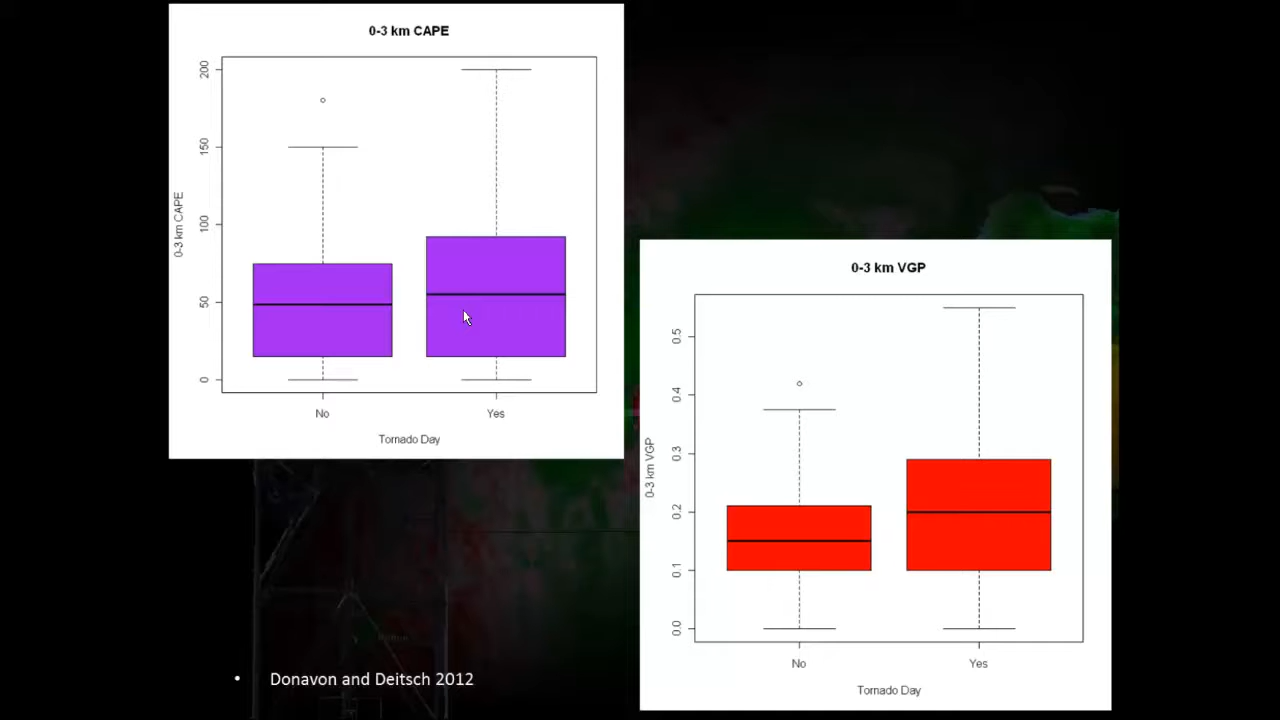 0-3 km CAPE
200
150
100
50
0
0-3 km CAPE
No Yes
Tornado Day
0-3 km VGP
0.5
0.4
0.3
0.2
0.1
0.0
0-3 km VGP
No Yes
Tornado Day
• Donavon and Deitsch 2012